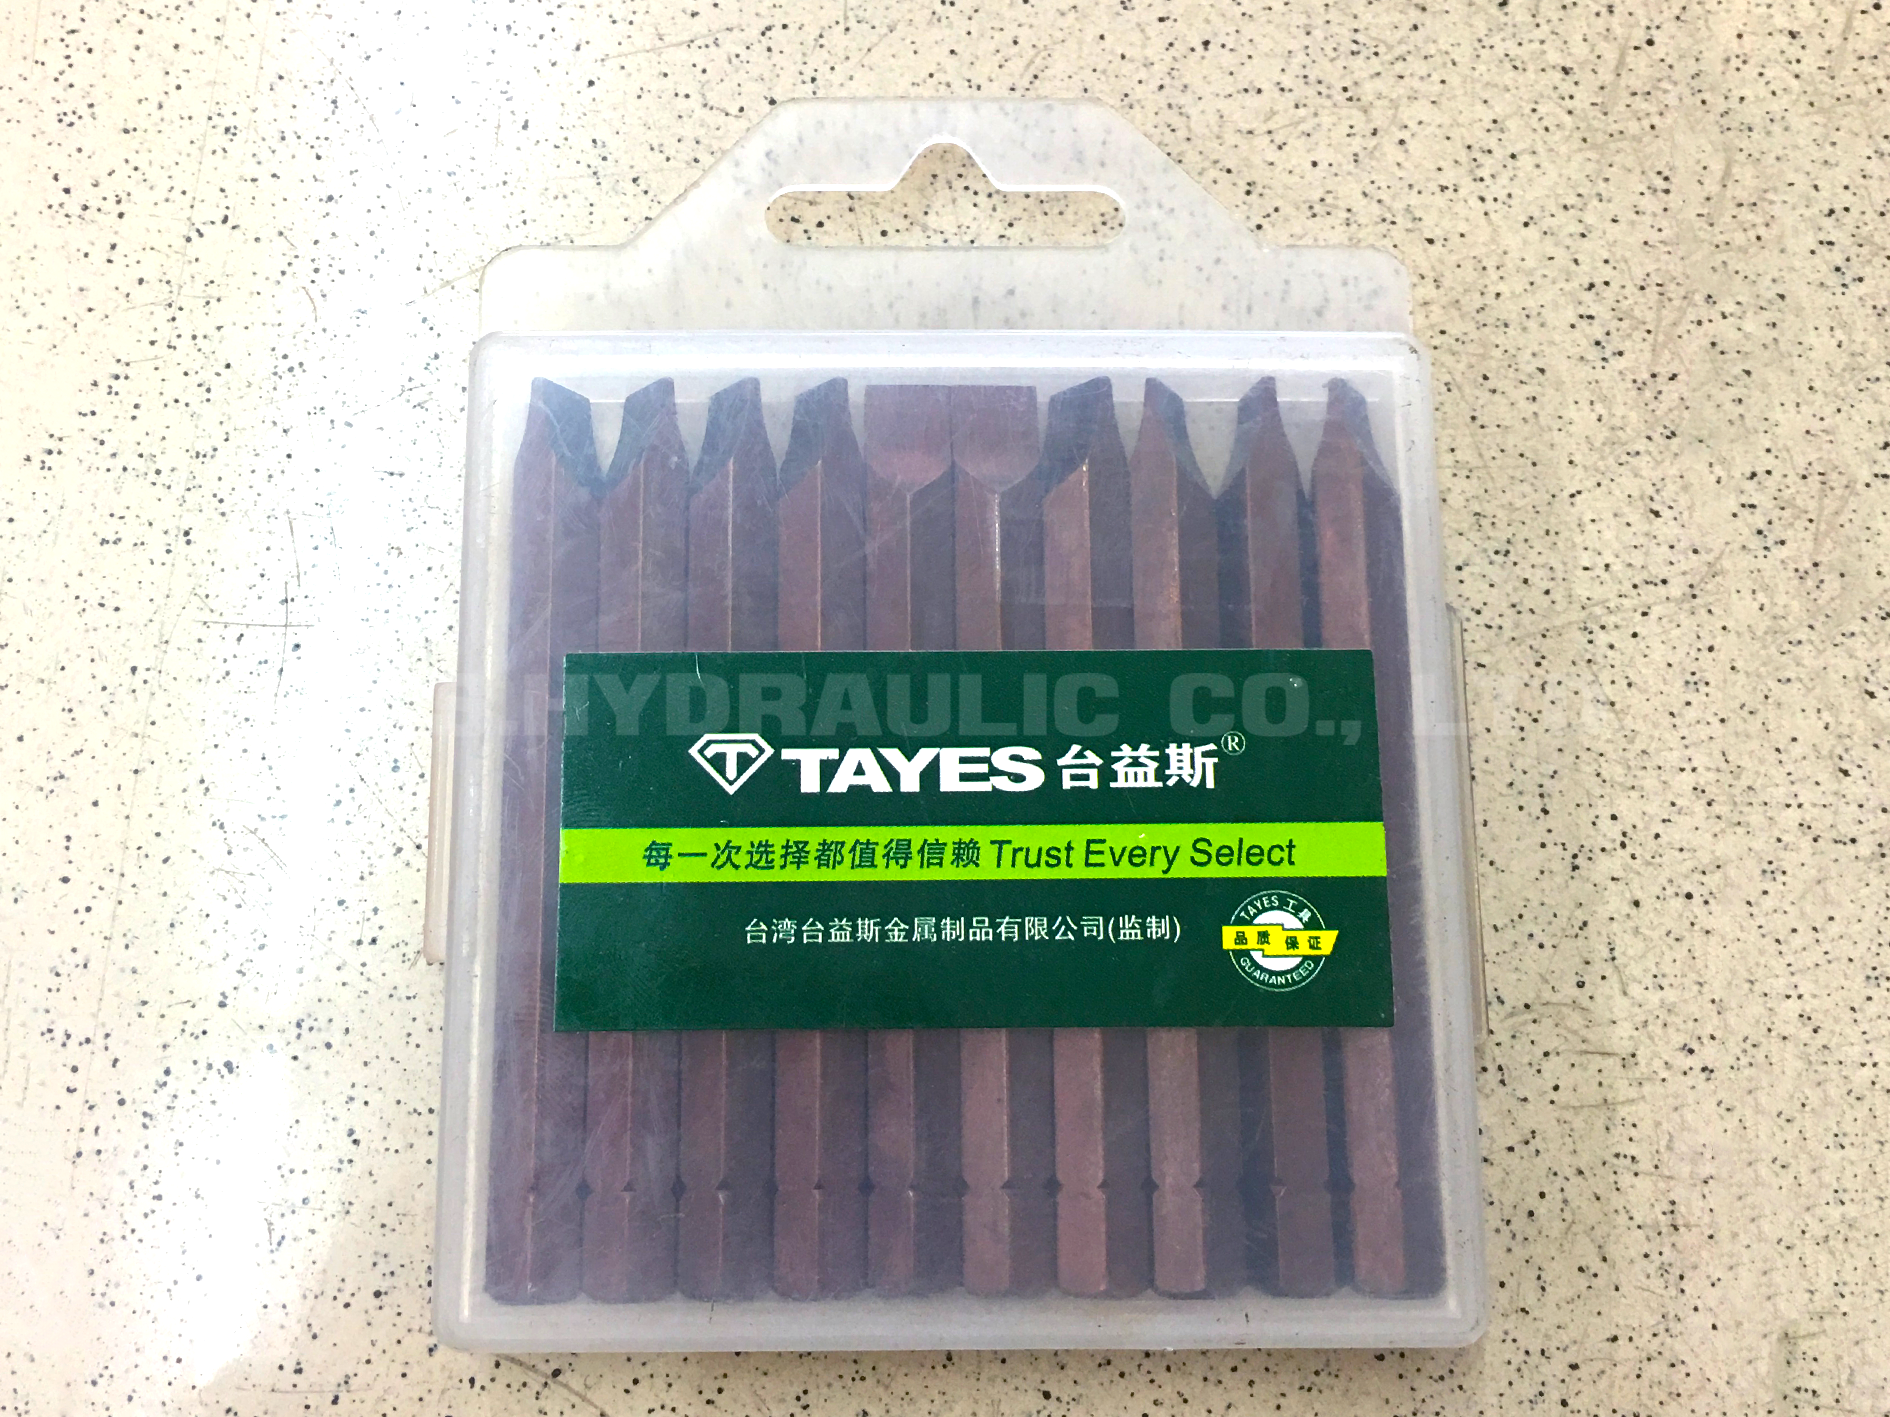 .HYDRAULIC CO.,
TAYES 台益斯®
每一次选择都值得信赖 Trust Every Select
台湾台益斯金属制品有限公司(监制)
TAYES 工具
品质 保证
GUARANTEED